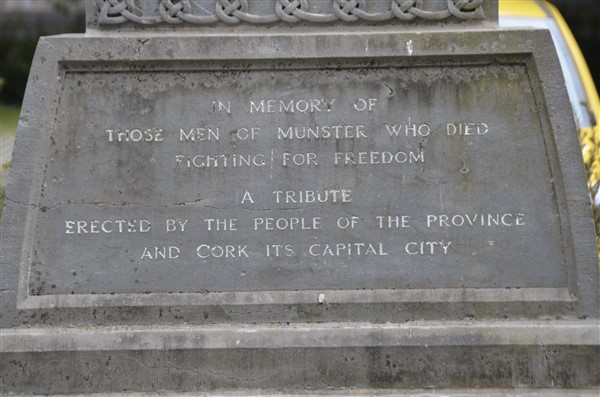 IN MEMORY OF
THOSE MEN OF MUNSTER WHO DIED
FIGHTING FOR FREEDOM
A TRIBUTE
ERECTED BY THE PEOPLE OF THE PROVINCE
AND CORK ITS CAPITAL CITY